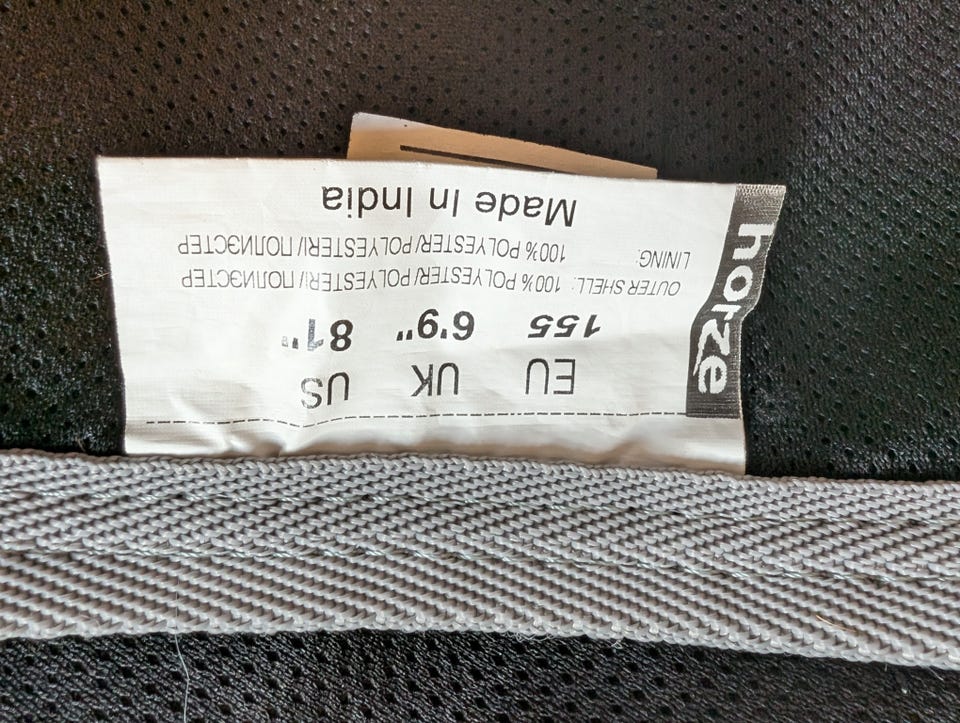 horze
EU UK US
155 6'9" 81"
OUTER SHELL: 100% POLYESTER/POLYESTERI/ПОЛИЭСТЕР
LINING: 100% POLYESTER/POLYESTERI/ПОЛИЭСТЕР
Made In India